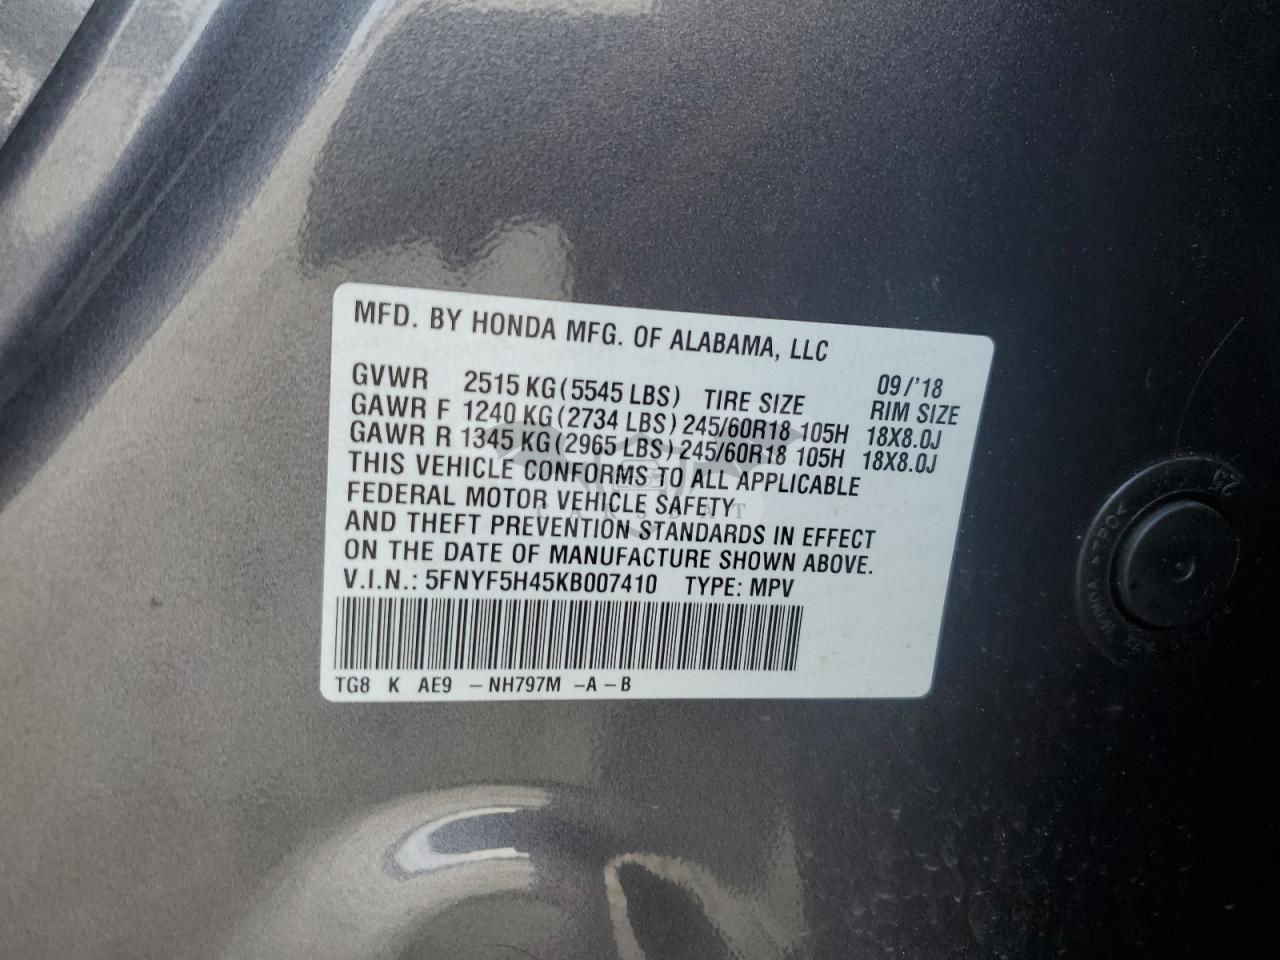 MFD. BY HONDA MFG. OF ALABAMA, LLC
GVWR 2515 KG (5545 LBS) TIRE SIZE 09/'18 RIM SIZE
GAWR F 1240 KG (2734 LBS) 245/60R18 105H 18X8.0J
GAWR R 1345 KG (2965 LBS) 245/60R18 105H 18X8.0J
THIS VEHICLE CONFORMS TO ALL APPLICABLE
FEDERAL MOTOR VEHICLE SAFETY
AND THEFT PREVENTION STANDARDS IN EFFECT
ON THE DATE OF MANUFACTURE SHOWN ABOVE.
V.I.N.: 5FNYF5H45KB007410 TYPE: MPV
TG8 K AE9 –NH797M –A –B